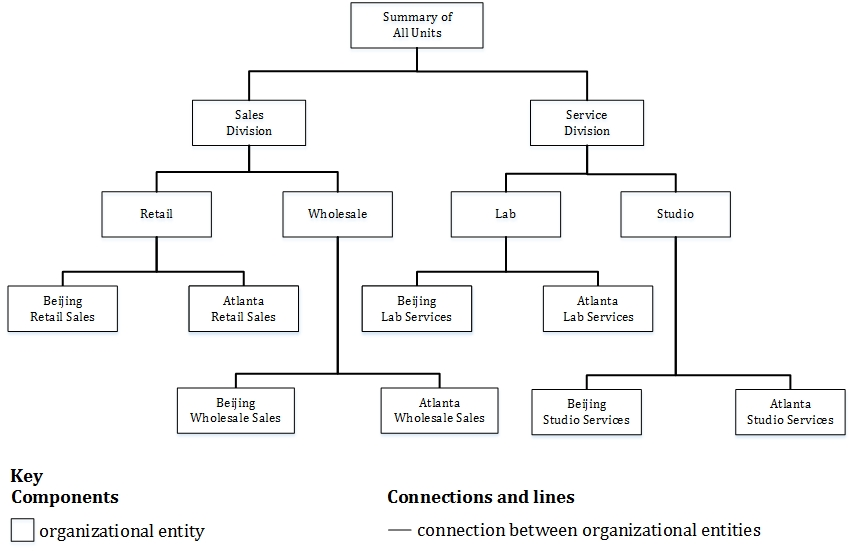 Summary of
All Units
Sales
Division
Service
Division
Retail
Wholesale
Lab
Studio
Beijing
Retail Sales
Atlanta
Retail Sales
Beijing
Lab Services
Atlanta
Lab Services
Beijing
Wholesale Sales
Atlanta
Wholesale Sales
Beijing
Studio Services
Atlanta
Studio Services
Key
Components
organizational entity
Connections and lines
connection between organizational entities